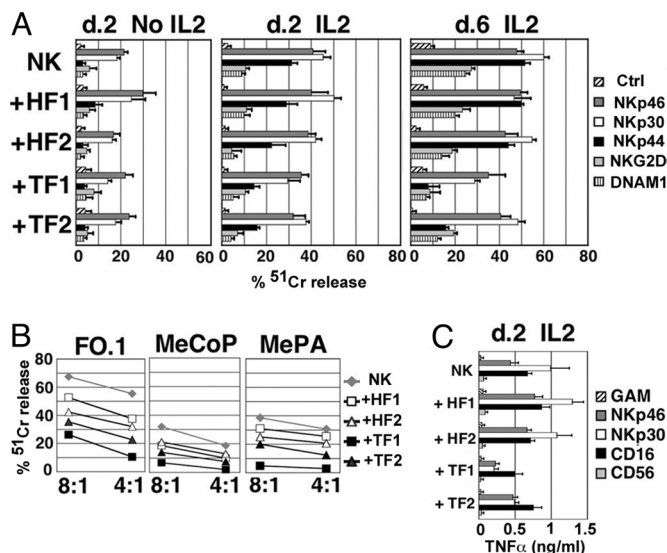 A
d.2 No IL2
d.2 IL2
d.6 IL2
NK
+HF1
+HF2
+TF1
+TF2
Ctrl
NKp46
NKp30
NKp44
NKG2D
DNAM1
0 20 40 60
0 20 40 60 80
0 20 40 60 80
% 51Cr release
B
FO.1
MeCoP
MePA
% 51Cr release
80
60
40
20
0
8:1 4:1
8:1 4:1
8:1 4:1
NK
+HF1
+HF2
+TF1
+TF2
C
d.2 IL2
NK
+ HF1
+ HF2
+ TF1
+ TF2
GAM
NKp46
NKp30
CD16
CD56
0 0.5 1 1.5
TNFα (ng/ml)